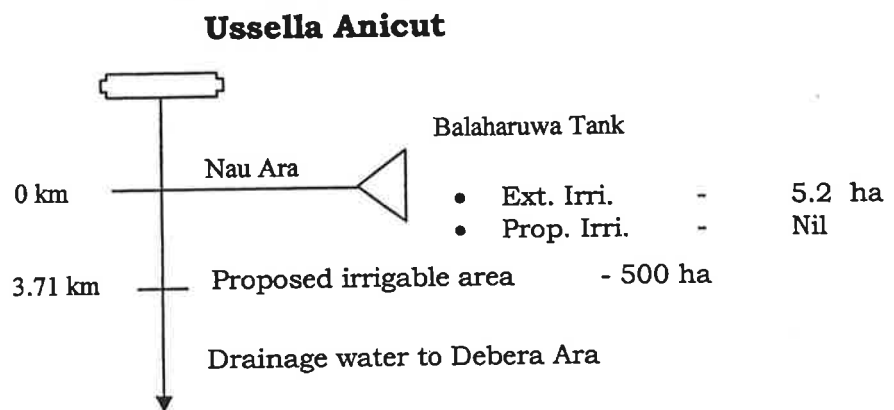 Ussella Anicut
Balaharuwa Tank
Nau Ara
0 km
• Ext. Irri. - 5.2 ha
• Prop. Irri. - Nil
3.71 km
Proposed irrigable area - 500 ha
Drainage water to Debera Ara